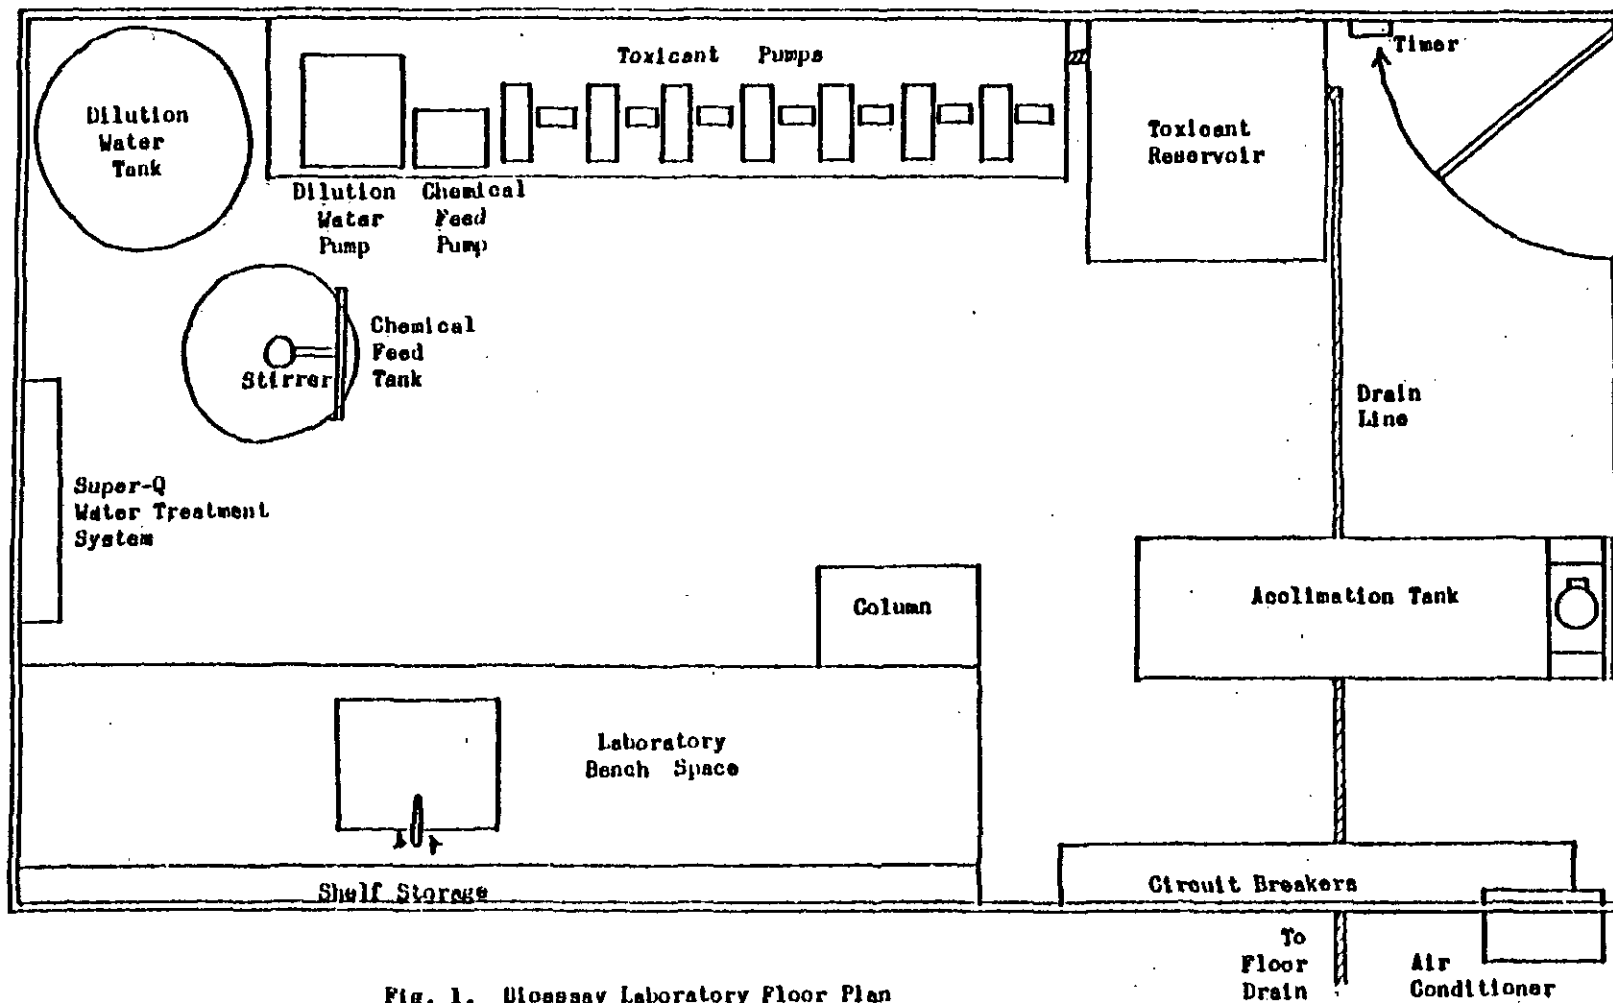 Toxicant Pumps
Timer
Dilution
Water
Tank
Toxicant
Reservoir
Dilution
Water
Pump
Chemical
Feed
Pump
Chemical
Feed
Tank
Stirrer
Drain
Line
Super-Q
Water Treatment
System
Column
Acclimation Tank
Laboratory
Bench Space
Shelf Storage
Circuit Breakers
To
Floor
Drain
Air
Conditioner
Fig. 1. Bioassay Laboratory Floor Plan